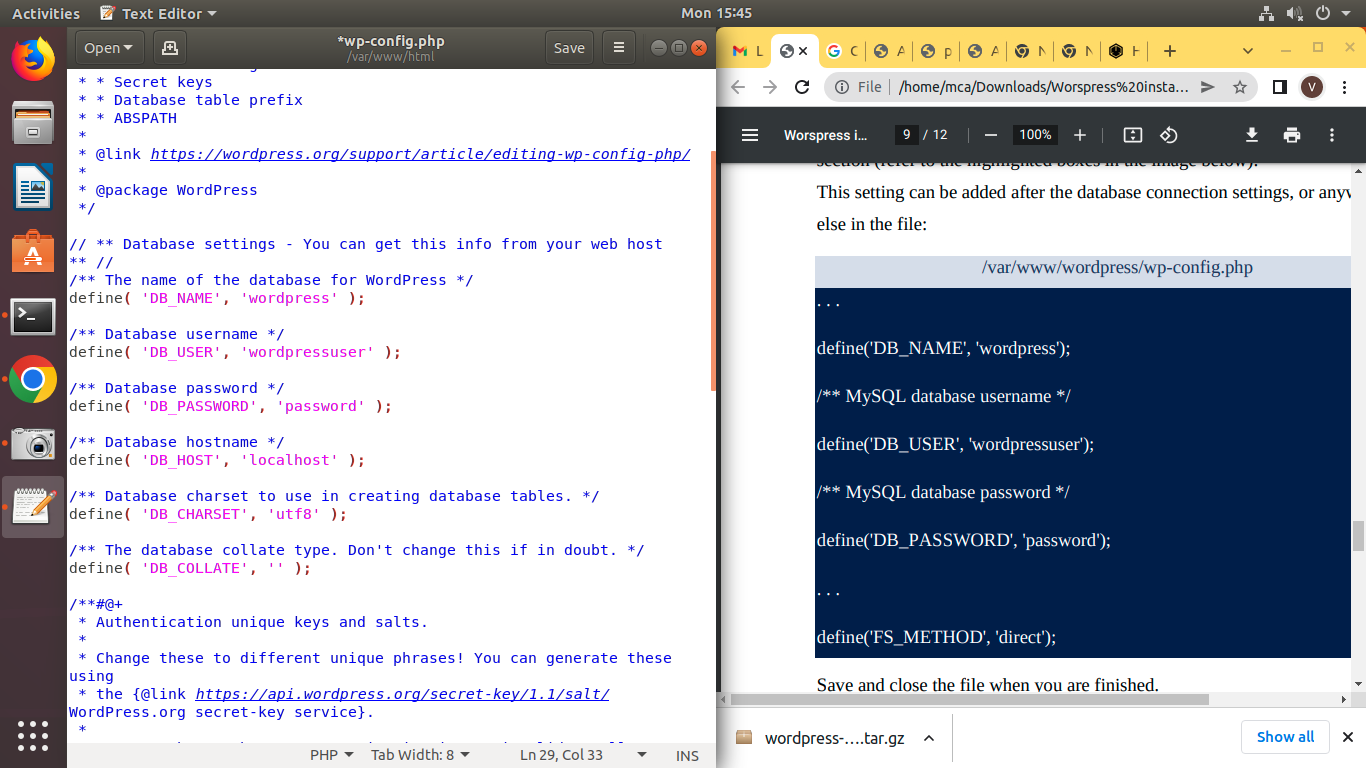 Activities
Text Editor
Mon 15:45
Open
*wp-config.php
/var/www/html
Save
* * Secret keys
* * Database table prefix
* * ABSPATH
*
* @link https://wordpress.org/support/article/editing-wp-config-php/
*
* @package WordPress
*/
// ** Database settings - You can get this info from your web host
** //
/** The name of the database for WordPress */
define( 'DB_NAME', 'wordpress' );
/** Database username */
define( 'DB_USER', 'wordpressuser' );
/** Database password */
define( 'DB_PASSWORD', 'password' );
/** Database hostname */
define( 'DB_HOST', 'localhost' );
/** Database charset to use in creating database tables. */
define( 'DB_CHARSET', 'utf8' );
/** The database collate type. Don't change this if in doubt. */
define( 'DB_COLLATE', '' );
/**#@+
* Authentication unique keys and salts.
*
* Change these to different unique phrases! You can generate these
using
* the {@link https://api.wordpress.org/secret-key/1.1/salt/
WordPress.org secret-key service}.
*
PHP
Tab Width: 8
Ln 29, Col 33
INS
L
C
A
p
A
N
N
H
File
/home/mca/Downloads/Worspress%20insta...
V
Worspress i...
9 / 12
100%
section (refer to the highlighted boxes in the image below).
This setting can be added after the database connection settings, or anyw
else in the file:
/var/www/wordpress/wp-config.php
. . .
define('DB_NAME', 'wordpress');
/** MySQL database username */
define('DB_USER', 'wordpressuser');
/** MySQL database password */
define('DB_PASSWORD', 'password');
. . .
define('FS_METHOD', 'direct');
Save and close the file when you are finished.
wordpress-....tar.gz
Show all